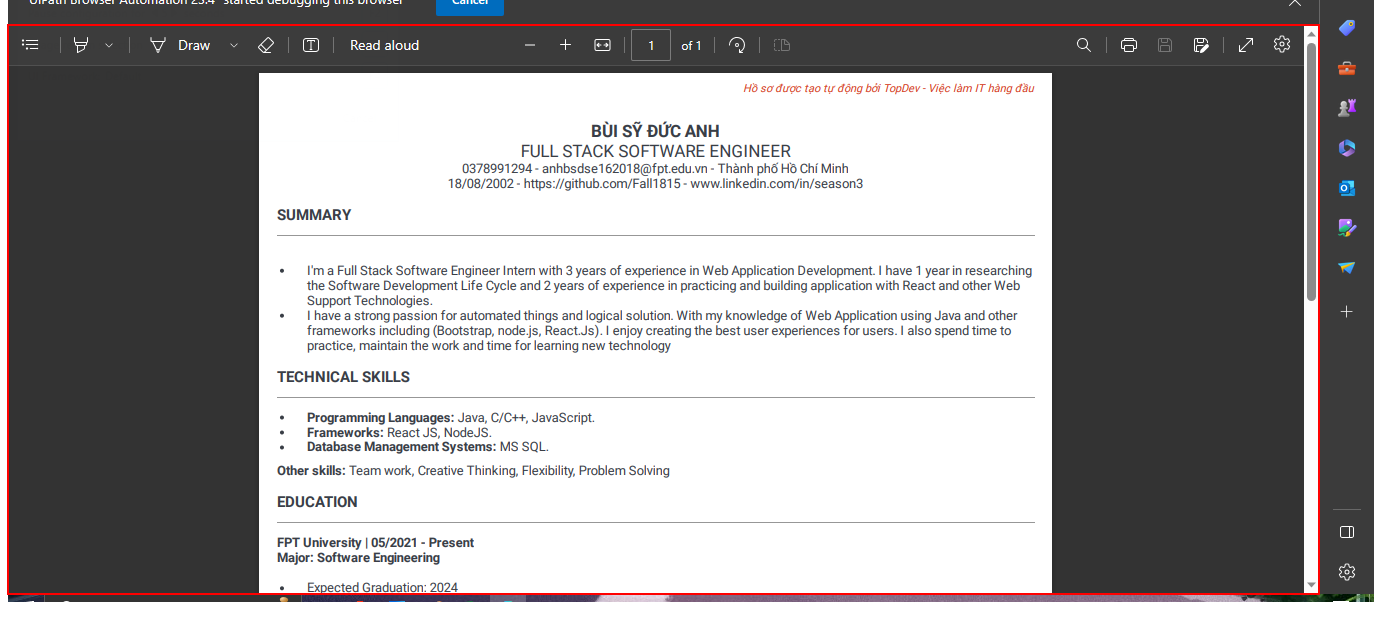 UiPath Browser Automation 23.4" started debugging this browser
Cancel
Draw
Read aloud
1
of 1
Hồ sơ được tạo tự động bởi TopDev - Việc làm IT hàng đầu
BÙI SỸ ĐỨC ANH
FULL STACK SOFTWARE ENGINEER
0378991294 - anhbsdse162018@fpt.edu.vn - Thành phố Hồ Chí Minh
18/08/2002 - https://github.com/Fall1815 - www.linkedin.com/in/season3
SUMMARY
• I'm a Full Stack Software Engineer Intern with 3 years of experience in Web Application Development. I have 1 year in researching
the Software Development Life Cycle and 2 years of experience in practicing and building application with React and other Web
Support Technologies.
• I have a strong passion for automated things and logical solution. With my knowledge of Web Application using Java and other
frameworks including (Bootstrap, node.js, React.Js). I enjoy creating the best user experiences for users. I also spend time to
practice, maintain the work and time for learning new technology
TECHNICAL SKILLS
• Programming Languages: Java, C/C++, JavaScript.
• Frameworks: React JS, NodeJS.
• Database Management Systems: MS SQL.
Other skills: Team work, Creative Thinking, Flexibility, Problem Solving
EDUCATION
FPT University | 05/2021 - Present
Major: Software Engineering
• Expected Graduation: 2024